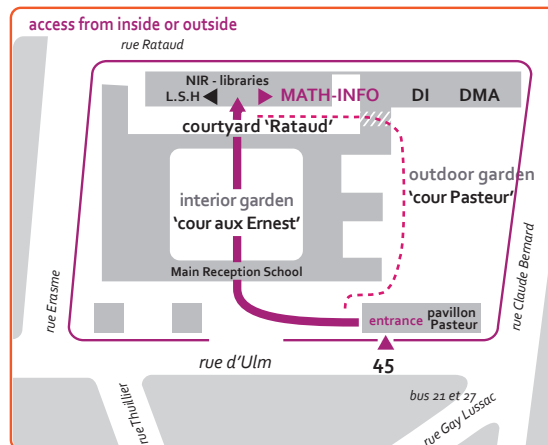 access from inside or outside
rue Rataud
NIR - libraries
L.S.H
MATH-INFO
DI
DMA
courtyard 'Rataud'
outdoor garden
'cour Pasteur'
interior garden
'cour aux Ernest'
Main Reception School
rue Erasme
rue Claude Bernard
entrance
pavillon
'Pasteur
rue d'Ulm
45
rue Thuillier
bus 21 et 27
rue Gay Lussac